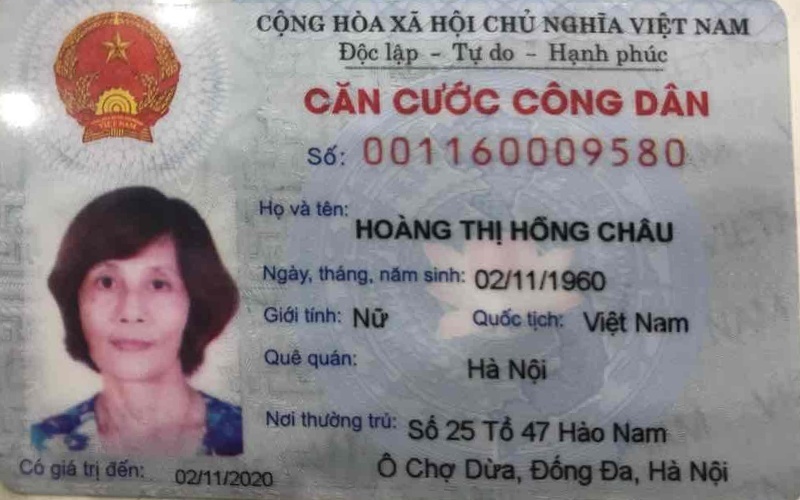 CỘNG HÒA XÃ HỘI CHỦ NGHĨA VIỆT NAM
Độc lập - Tự do - Hạnh phúc
CĂN CƯỚC CÔNG DÂN
Số: 001160009580
Họ và tên: HOÀNG THỊ HỒNG CHÂU
Ngày, tháng, năm sinh: 02/11/1960
Giới tính: Nữ Quốc tịch: Việt Nam
Quê quán: Hà Nội
Nơi thường trú: Số 25 Tổ 47 Hào Nam
Ô Chợ Dừa, Đống Đa, Hà Nội
Có giá trị đến: 02/11/2020